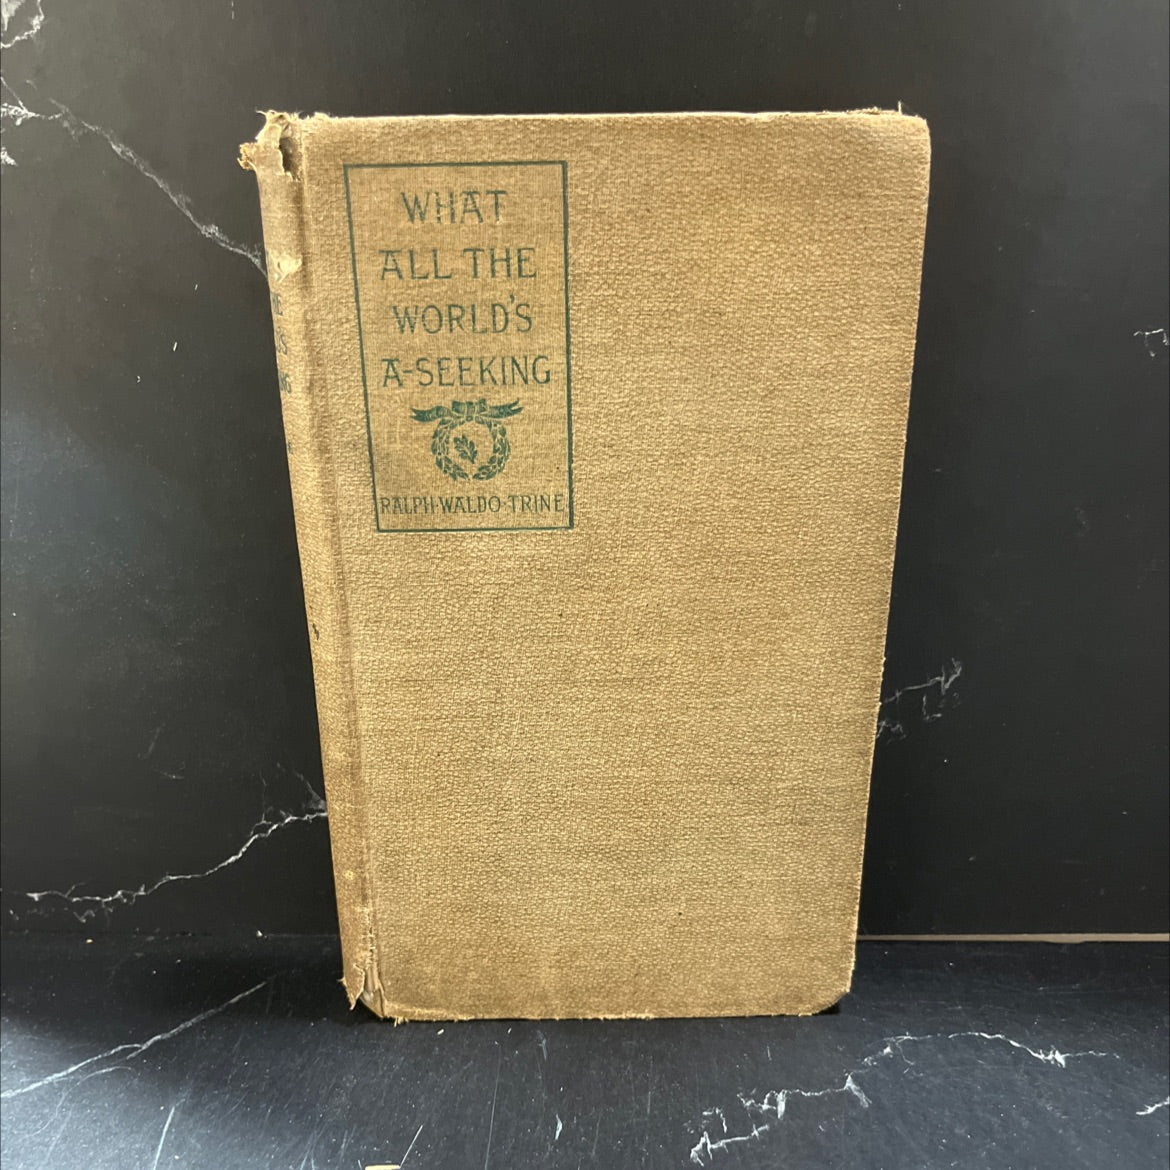 WHAT
ALL THE
WORLD'S
A-SEEKING
RALPH·WALDO·TRINE